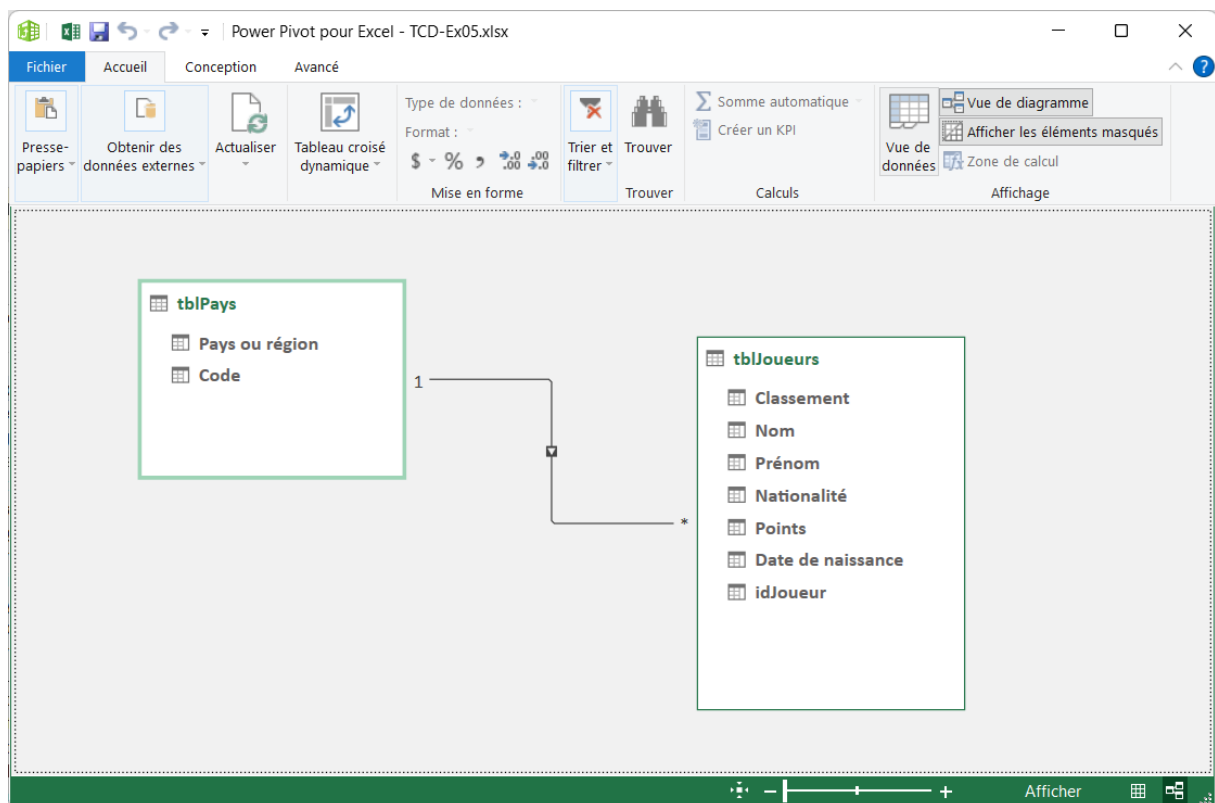 Power Pivot pour Excel - TCD-Ex05.xlsx
Fichier Accueil Conception Avancé
Presse-papiers
Obtenir des données externes
Actualiser
Tableau croisé dynamique
Type de données :
Format :
$ % , ,00 ,00
Mise en forme
Trier et filtrer
Trouver
Trouver
Somme automatique
Créer un KPI
Calculs
Vue de données
Vue de diagramme
Afficher les éléments masqués
Zone de calcul
Affichage
tblPays
Pays ou région
Code
1
*
tblJoueurs
Classement
Nom
Prénom
Nationalité
Points
Date de naissance
idJoueur
Afficher